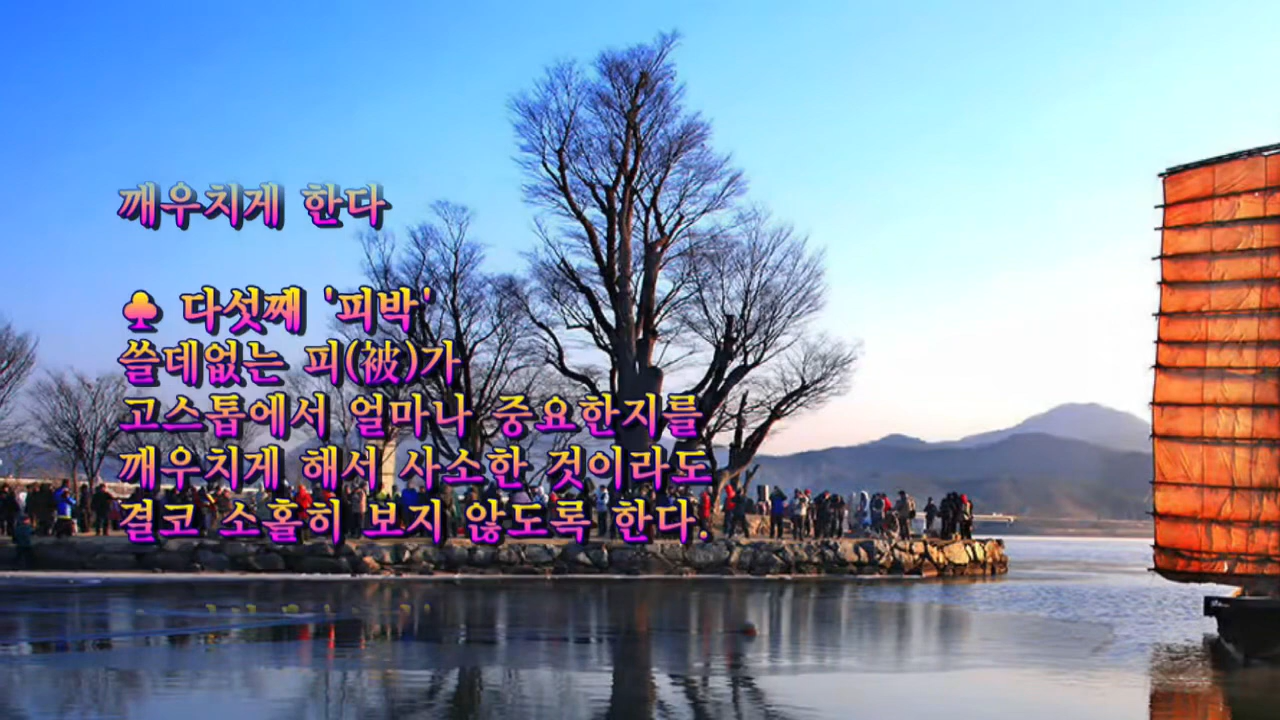 깨우치게 한다
♣ 다섯째 '피박'
쓸데없는 피(被)가
고스톱에서 얼마나 중요한지를
깨우치게 해서 사소한 것이라도
결코 소홀히 보지 않도록 한다.